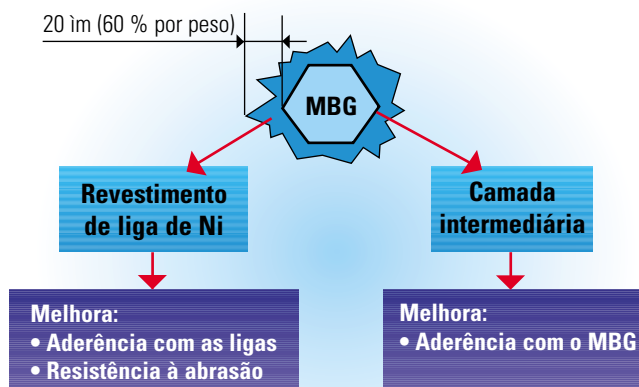 20 ìm (60 % por peso)
MBG
Revestimento
de liga de Ni
Camada
intermediária
Melhora:
• Aderência com as ligas
• Resistência à abrasão
Melhora:
• Aderência com o MBG